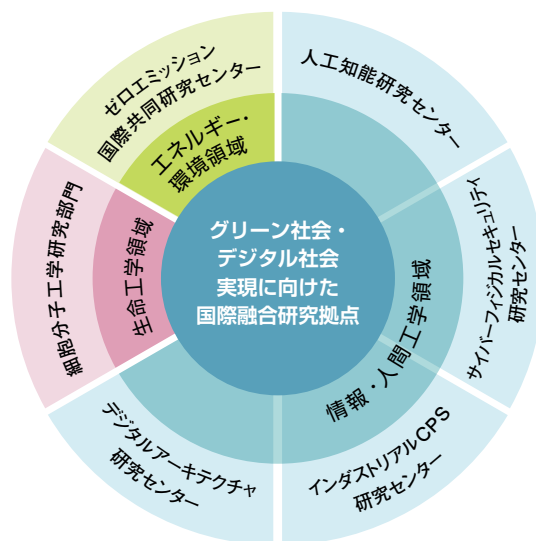 グリーン社会・
デジタル社会
実現に向けた
国際融合研究拠点
エネルギー・
環境領域
ゼロエミッション
国際共同研究センター
情報・人間工学領域
人工知能研究センター
サイバーフィジカルセキュリティ
研究センター
インダストリアルCPS
研究センター
デジタルアーキテクチャ
研究センター
生命工学領域
細胞分子工学研究部門